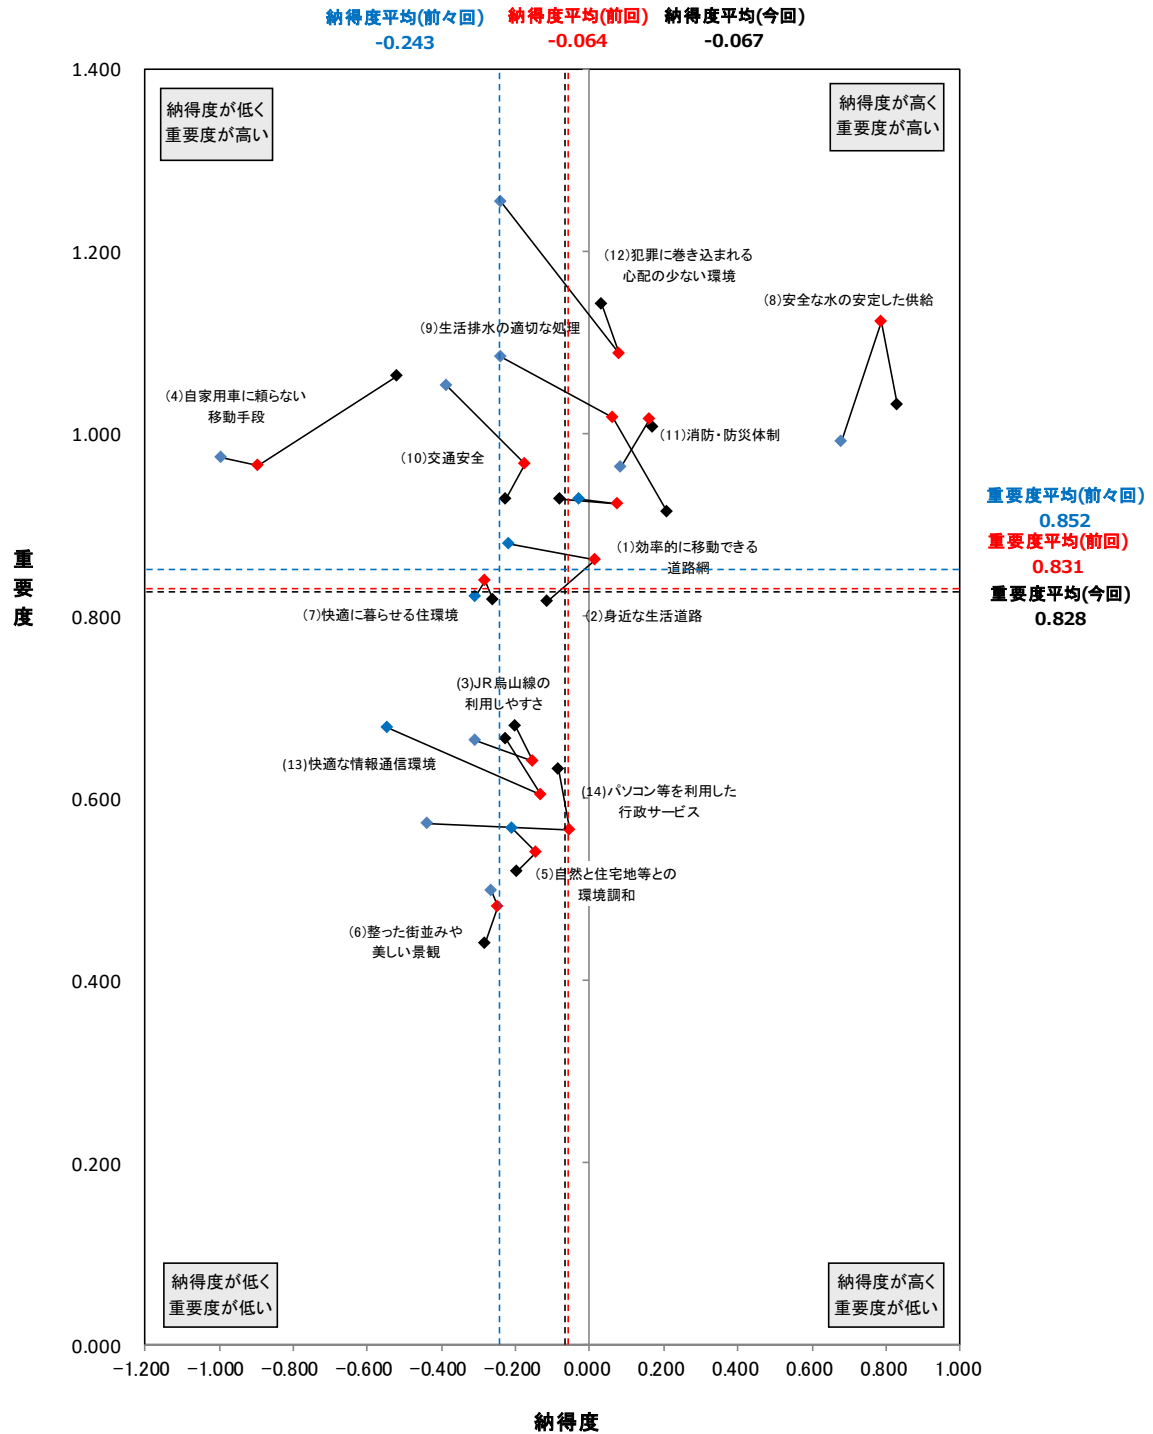 納得度平均(前々回)
-0.243
納得度平均(前回)
-0.064
納得度平均(今回)
-0.067
1.400
1.200
1.000
0.800
0.600
0.400
0.200
0.000
重要度
納得度が低く
重要度が高い
納得度が高く
重要度が高い
(12)犯罪に巻き込まれる
心配の少ない環境
(8)安全な水の安定した供給
(9)生活排水の適切な処理
(4)自家用車に頼らない
移動手段
(11)消防・防災体制
(10)交通安全
(1)効率的に移動できる
道路網
(7)快適に暮らせる住環境
(2)身近な生活道路
(3)JR烏山線の
利用しやすさ
(13)快適な情報通信環境
(14)パソコン等を利用した
行政サービス
(5)自然と住宅地等との
環境調和
(6)整った街並みや
美しい景観
重要度平均(前々回)
0.852
重要度平均(前回)
0.831
重要度平均(今回)
0.828
納得度が低く
重要度が低い
納得度が高く
重要度が低い
-1.200 -1.000 -0.800 -0.600 -0.400 -0.200 0.000 0.200 0.400 0.600 0.800 1.000
納得度